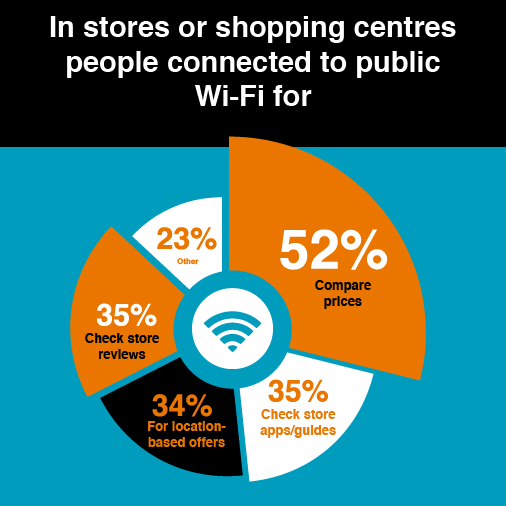 In stores or shopping centres
people connected to public
Wi-Fi for
52%
Compare
prices
35%
Check store
apps/guides
34%
For location-
based offers
35%
Check store
reviews
23%
Other